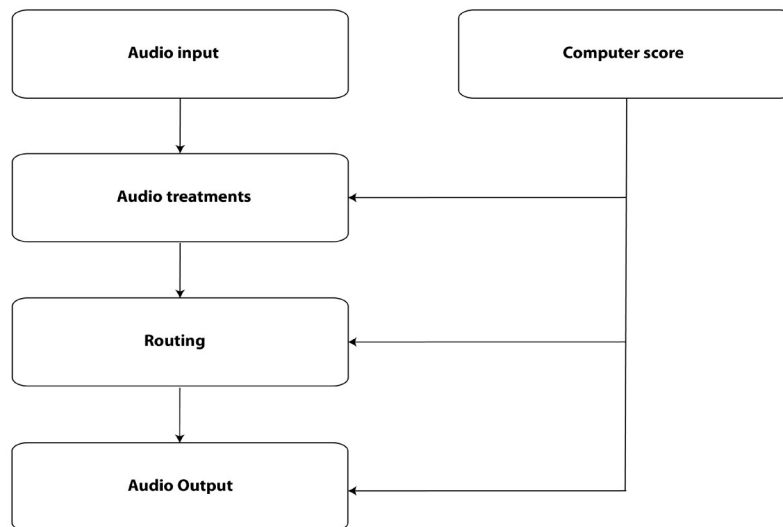 Audio input
Computer score
Audio treatments
Routing
Audio Output